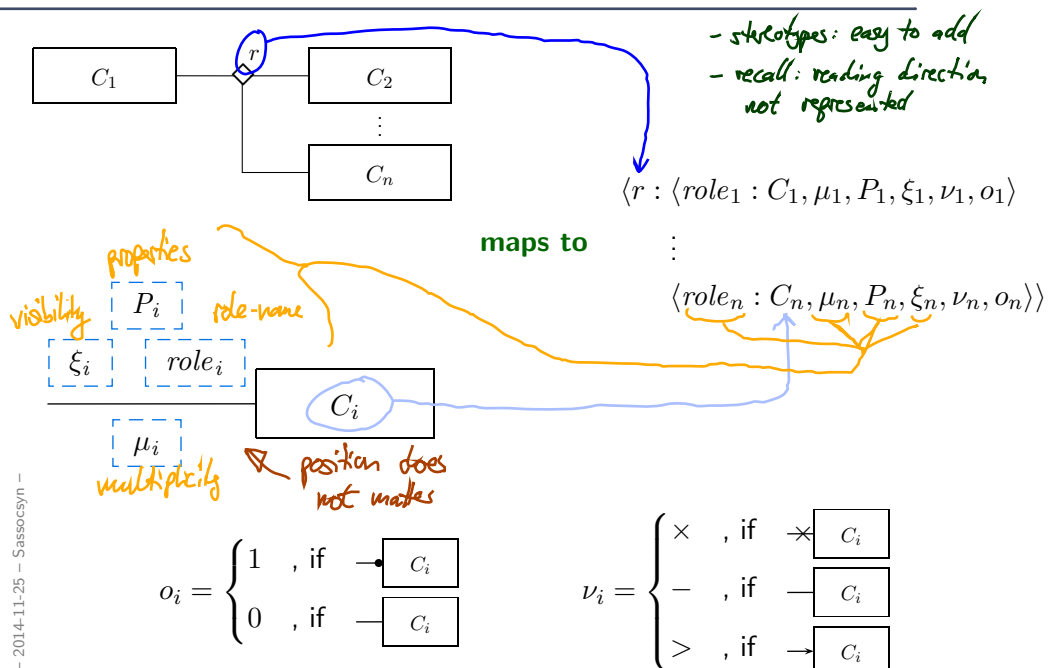 r
C₁
C₂
⋮
Cₙ
- stereotypes: easy to add
- recall: reading direction
not represented
⟨r : ⟨role₁ : C₁, μ₁, P₁, ξ₁, ν₁, o₁⟩
maps to
⋮
⟨roleₙ : Cₙ, μₙ, Pₙ, ξₙ, νₙ, oₙ⟩⟩
properties
visibility
Pᵢ
role-name
ξᵢ
roleᵢ
Cᵢ
μᵢ
multiplicity
position does
not matter
oᵢ = { 1 , if Cᵢ
0 , if Cᵢ
νᵢ = { × , if Cᵢ
− , if Cᵢ
> , if Cᵢ
– 2014-11-25 – Sassocsyn –